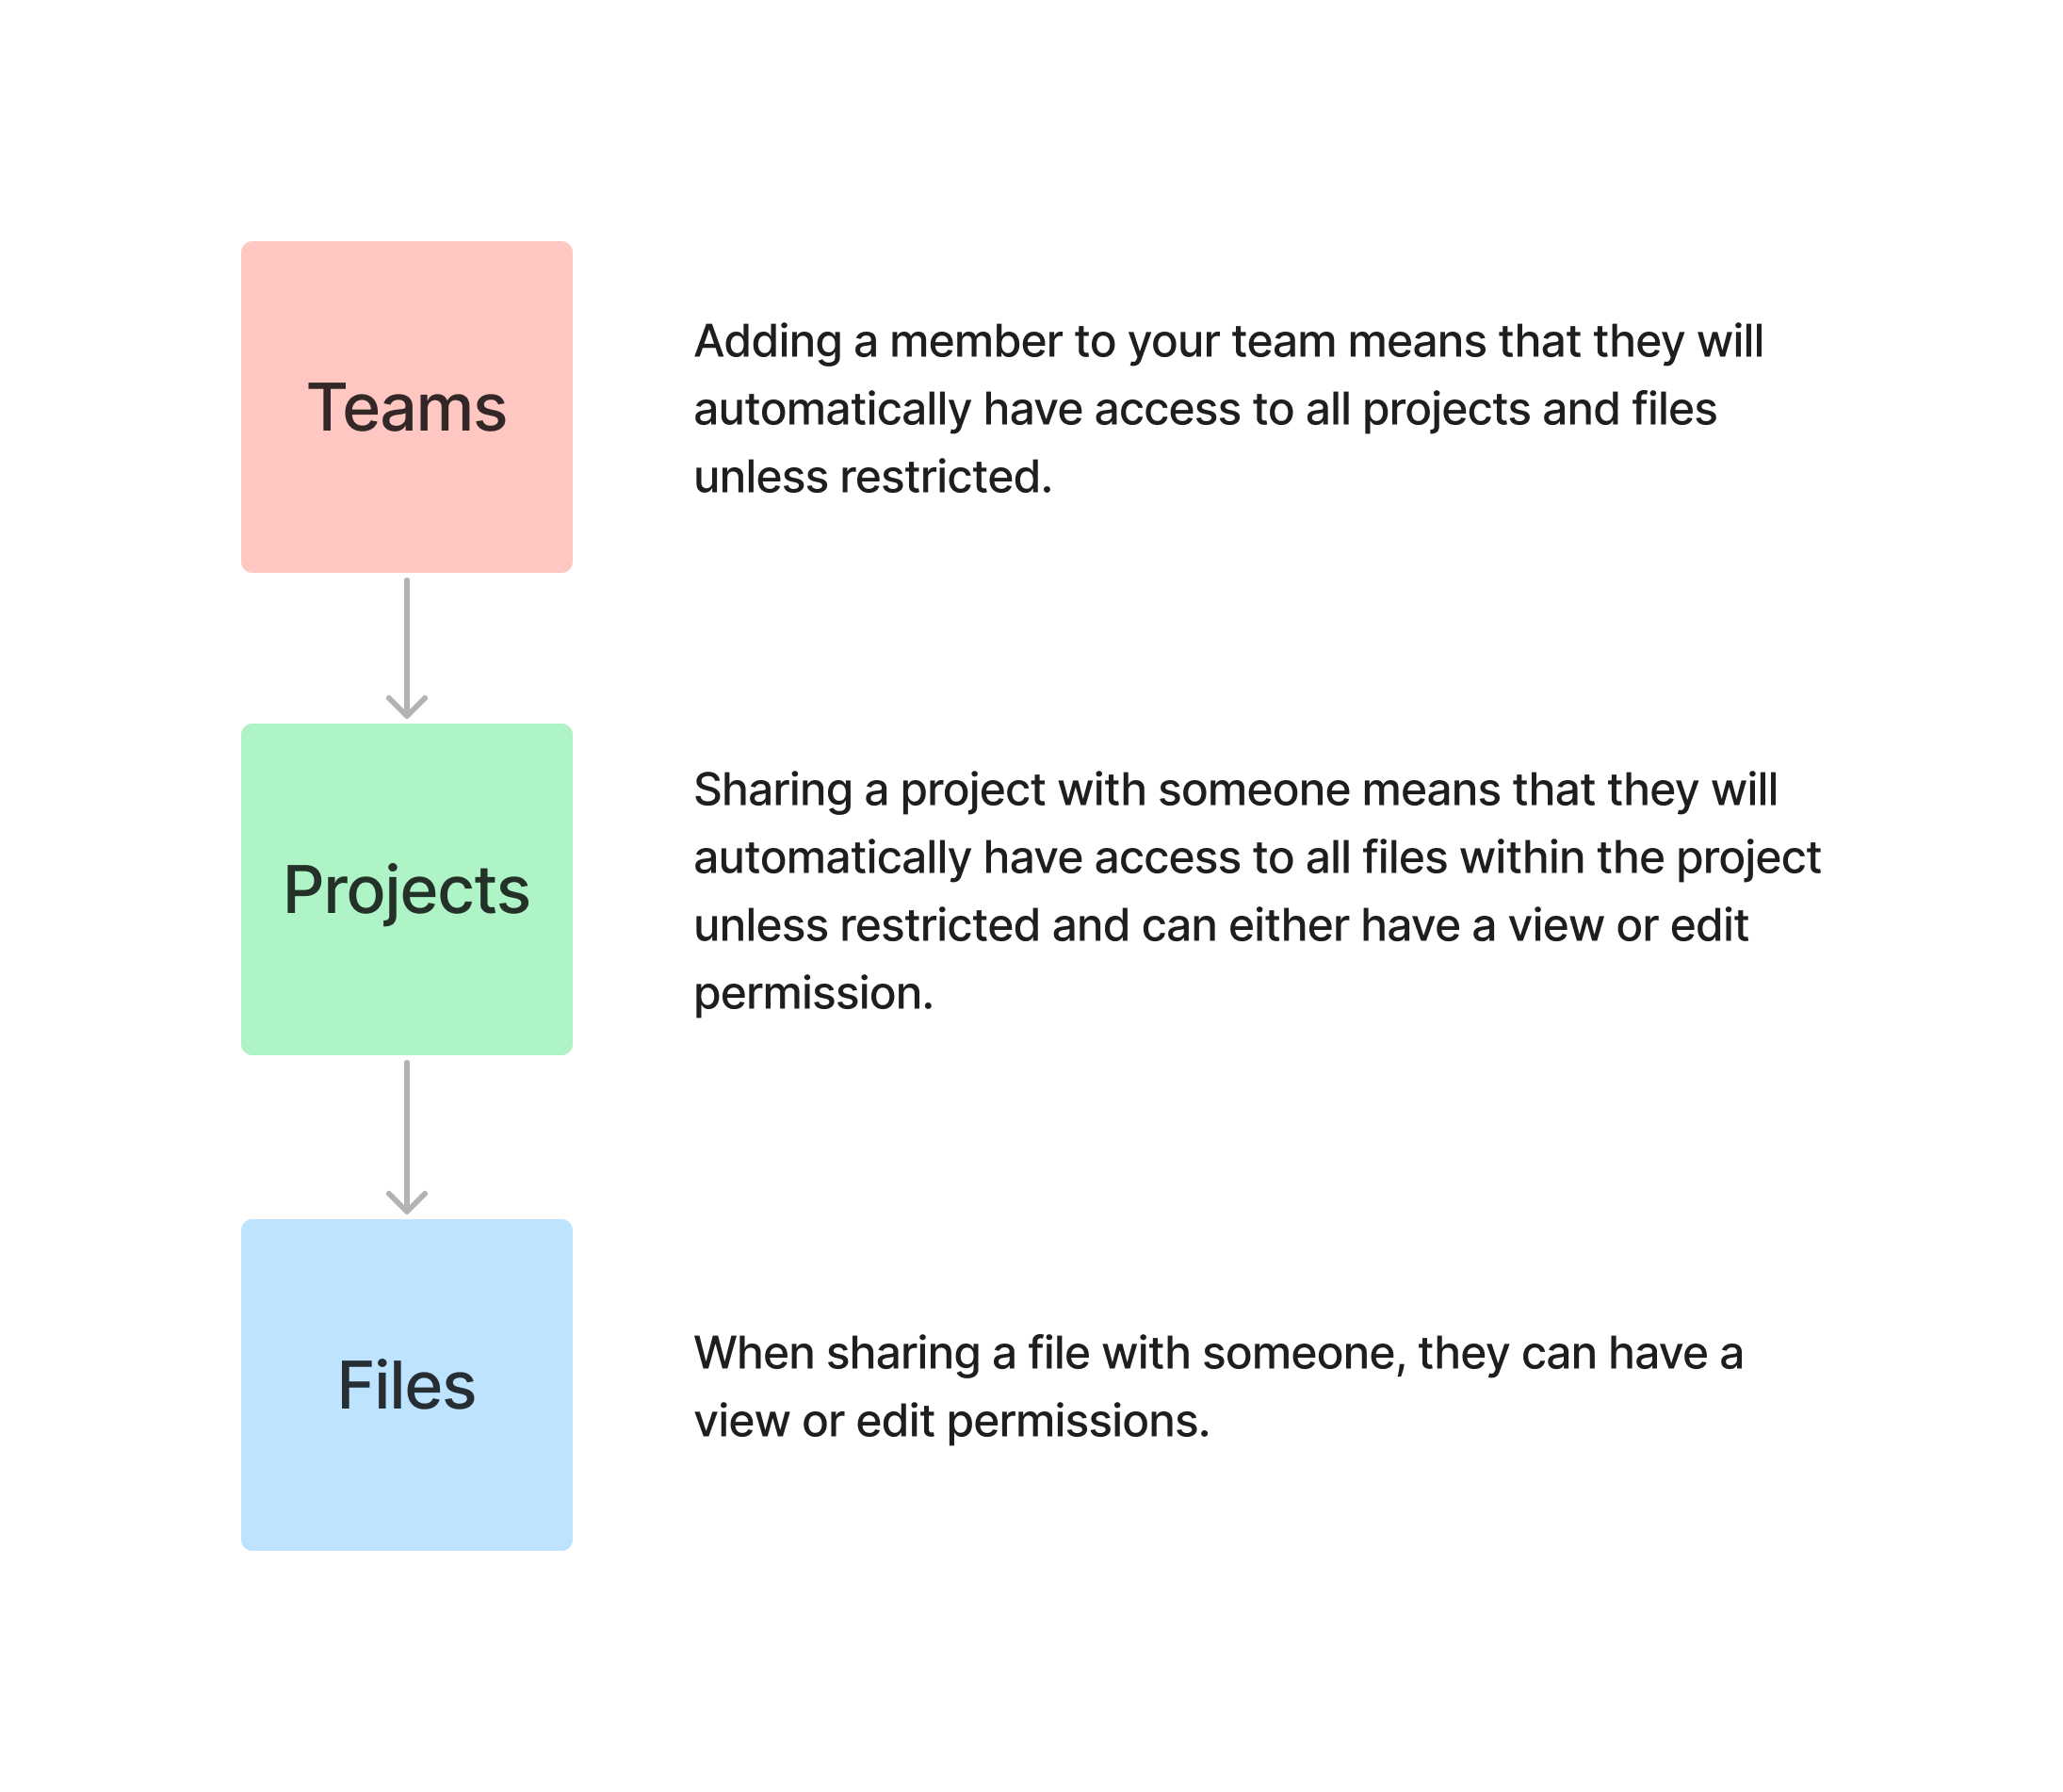 Teams
Adding a member to your team means that they will
automatically have access to all projects and files
unless restricted.
Projects
Sharing a project with someone means that they will
automatically have access to all files within the project
unless restricted and can either have a view or edit
permission.
Files
When sharing a file with someone, they can have a
view or edit permissions.